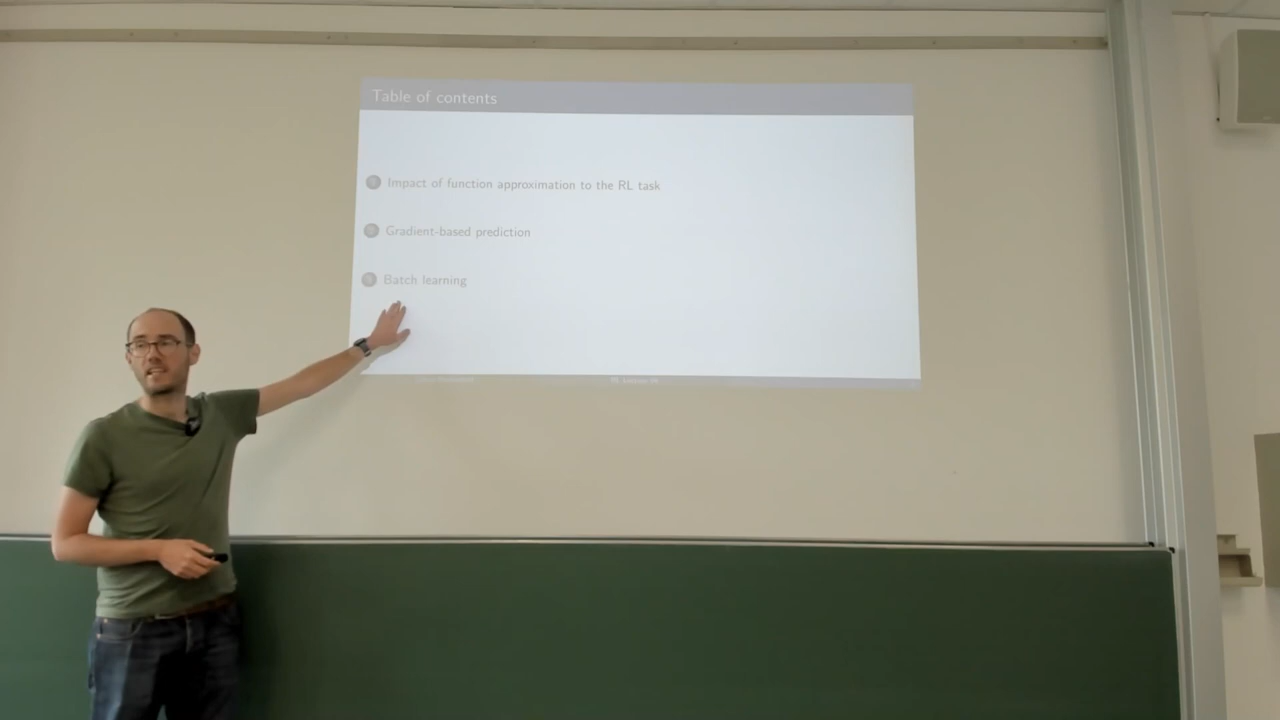 Table of contents
Impact of function approximation to the RL task
Gradient-based prediction
Batch learning